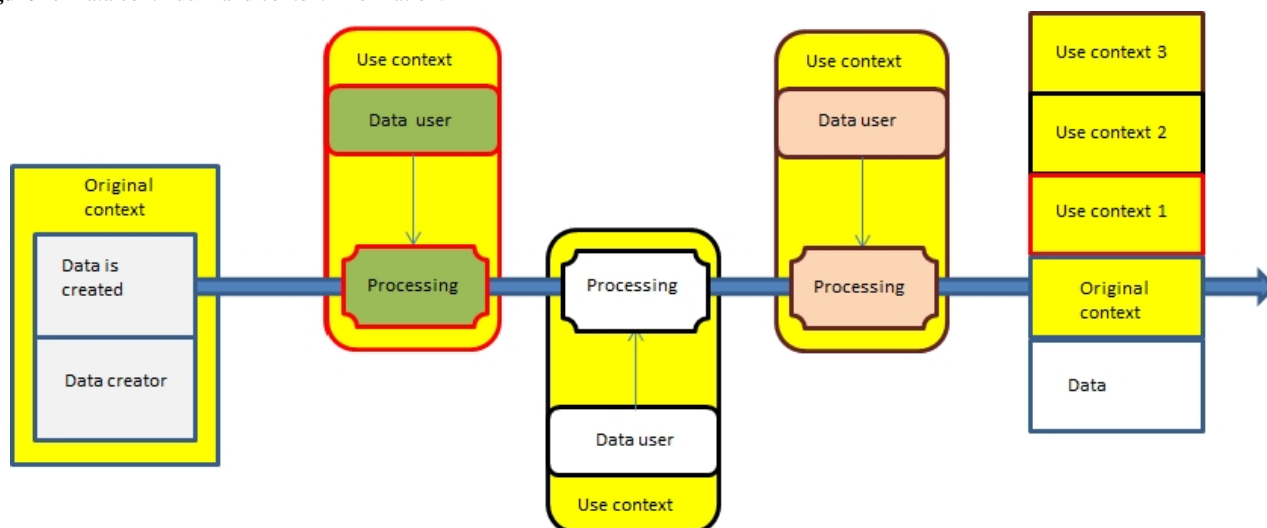 Original
context
Data is
created
Data creator
Use context
Data user
Processing
Processing
Data user
Use context
Use context
Data user
Processing
Use context 3
Use context 2
Use context 1
Original
context
Data